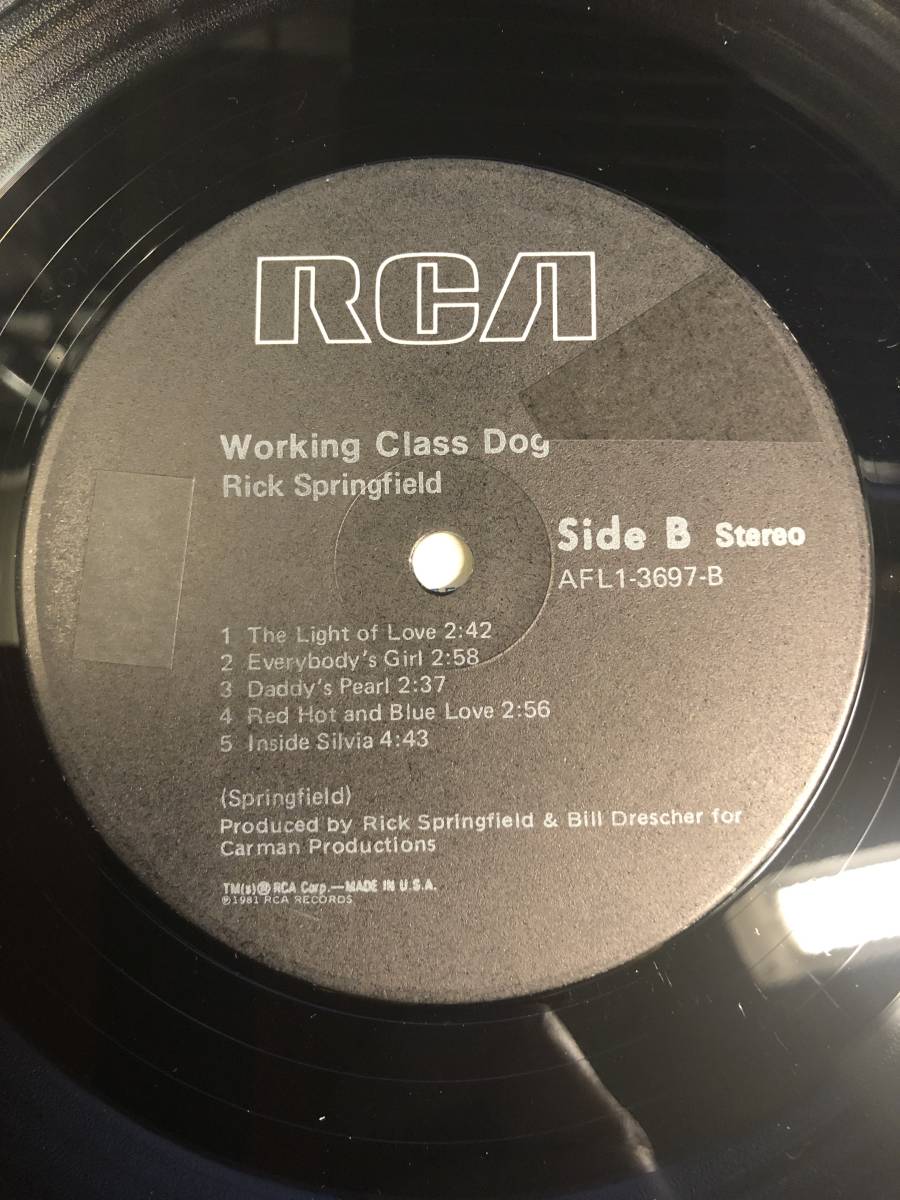 RCA
Working Class Dog
Rick Springfield
Side B Stereo
AFL1-3697-B
1 The Light of Love 2:42
2 Everybody's Girl 2:58
3 Daddy's Pearl 2:37
4 Red Hot and Blue Love 2:56
5 Inside Silvia 4:43
(Springfield)
Produced by Rick Springfield & Bill Drescher for
Carman Productions
TM(s)® RCA Corp.—MADE IN U.S.A.
℗1981 RCA RECORDS